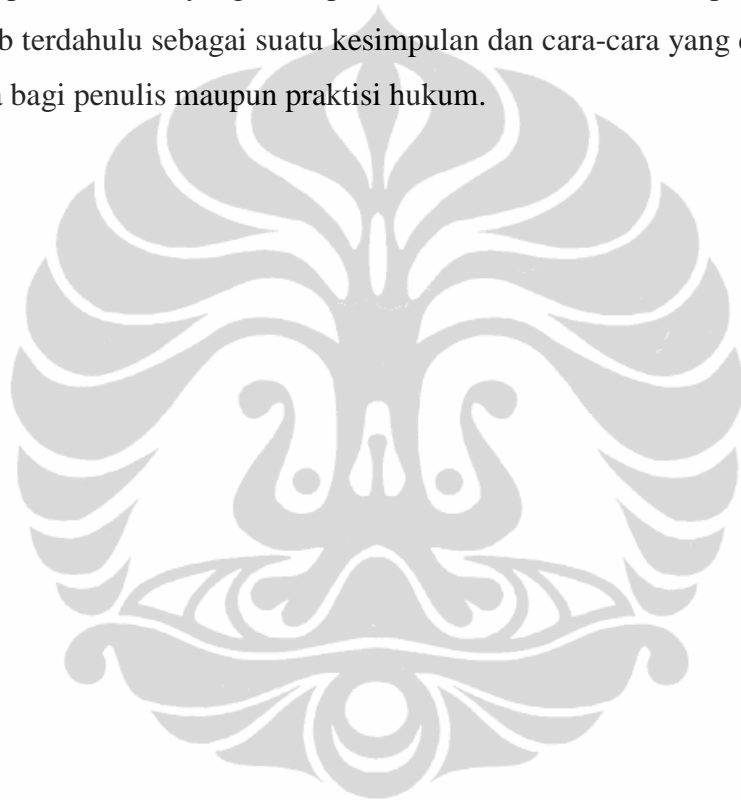 b terdahulu sebagai suatu kesimpulan dan cara-cara yang
bagi penulis maupun praktisi hukum.